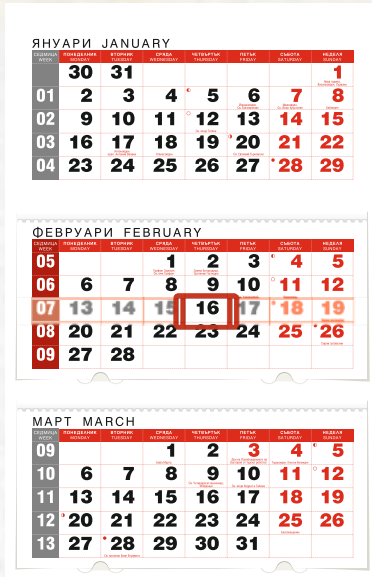 ЯНУАРИ JANUARY
СЕДМИЦА ПОНЕДЕЛНИК ВТОРНИК СРЯДА ЧЕТВЪРТЪК ПЕТЪК СЪБОТА НЕДЕЛЯ
WEEK MONDAY TUESDAY WEDNESDAY THURSDAY FRIDAY SATURDAY SUNDAY
30 31 1
01 2 3 4 5 6 7 8
02 9 10 11 12 13 14 15
03 16 17 18 19 20 21 22
04 23 24 25 26 27 28 29
ФЕВРУАРИ FEBRUARY
СЕДМИЦА ПОНЕДЕЛНИК ВТОРНИК СРЯДА ЧЕТВЪРТЪК ПЕТЪК СЪБОТА НЕДЕЛЯ
WEEK MONDAY TUESDAY WEDNESDAY THURSDAY FRIDAY SATURDAY SUNDAY
05 1 2 3 4 5
06 6 7 8 9 10 11 12
07 13 14 15 16 17 18 19
08 20 21 22 23 24 25 26
09 27 28
МАРТ MARCH
СЕДМИЦА ПОНЕДЕЛНИК ВТОРНИК СРЯДА ЧЕТВЪРТЪК ПЕТЪК СЪБОТА НЕДЕЛЯ
WEEK MONDAY TUESDAY WEDNESDAY THURSDAY FRIDAY SATURDAY SUNDAY
09 1 2 3 4 5
10 6 7 8 9 10 11 12
11 13 14 15 16 17 18 19
12 20 21 22 23 24 25 26
13 27 28 29 30 31